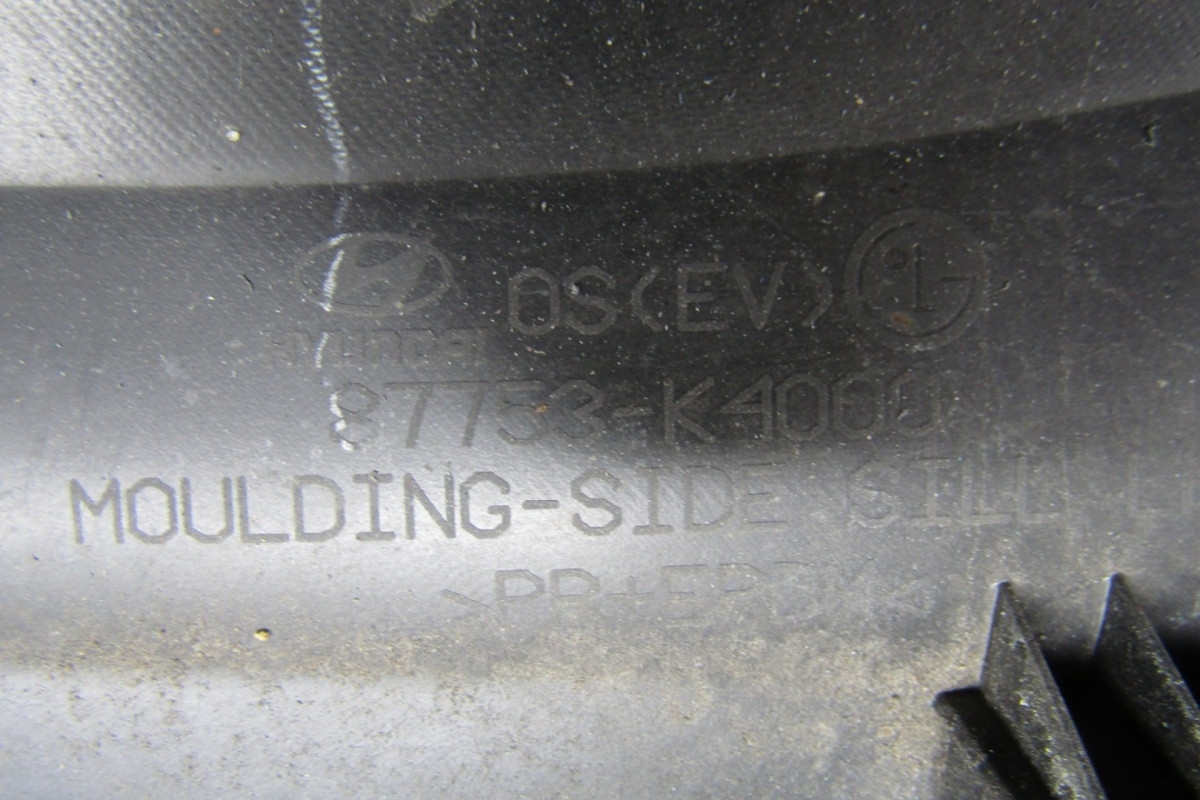 OS(EV)
HYUNDAI
87753-K4000
MOULDING-SIDE SILL L